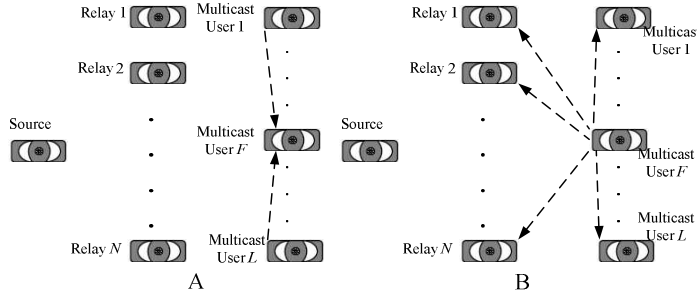 Relay 1
Multicast
User 1
Relay 2
Source
Multicast
User F
Relay N
Multicast
User L
A
Relay 1
Multicast
User 1
Relay 2
Source
Multicast
User F
Relay N
Multicast
User L
B